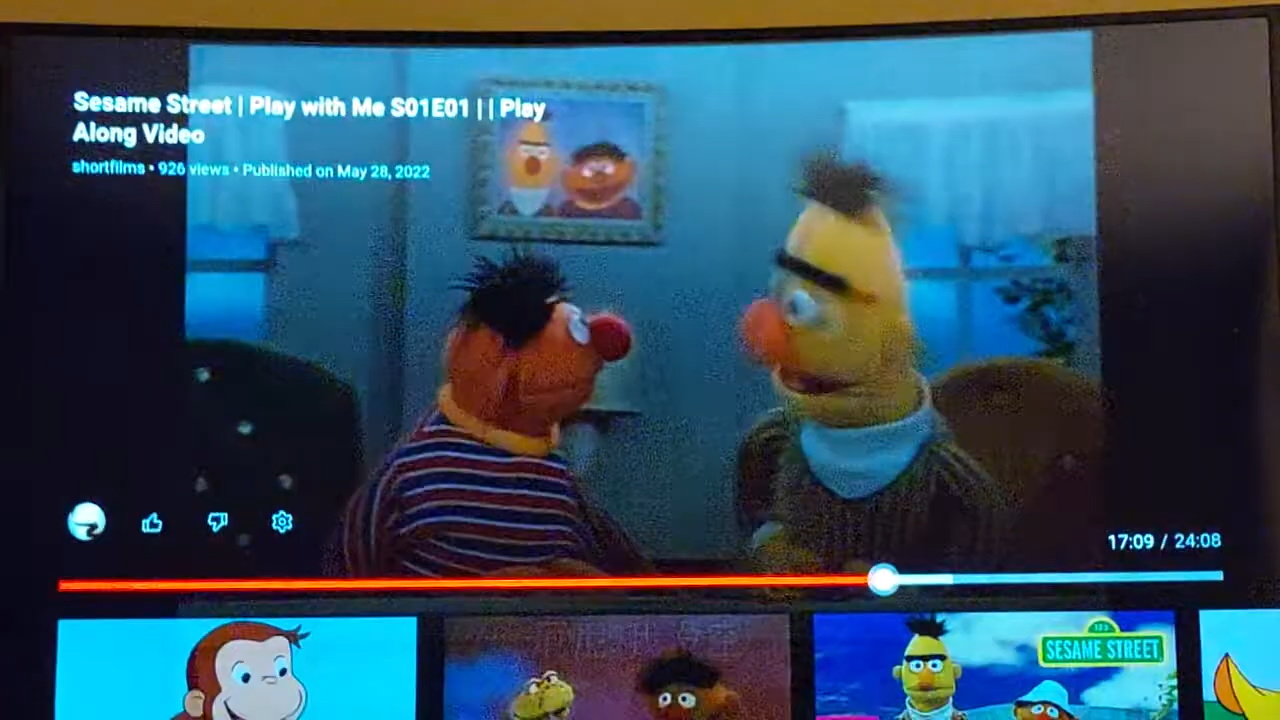 Sesame Street | Play with Me S01E01 | | Play
Along Video
shortfilms • 926 views • Published on May 28, 2022
17:09 / 24:08
123
SESAME STREET